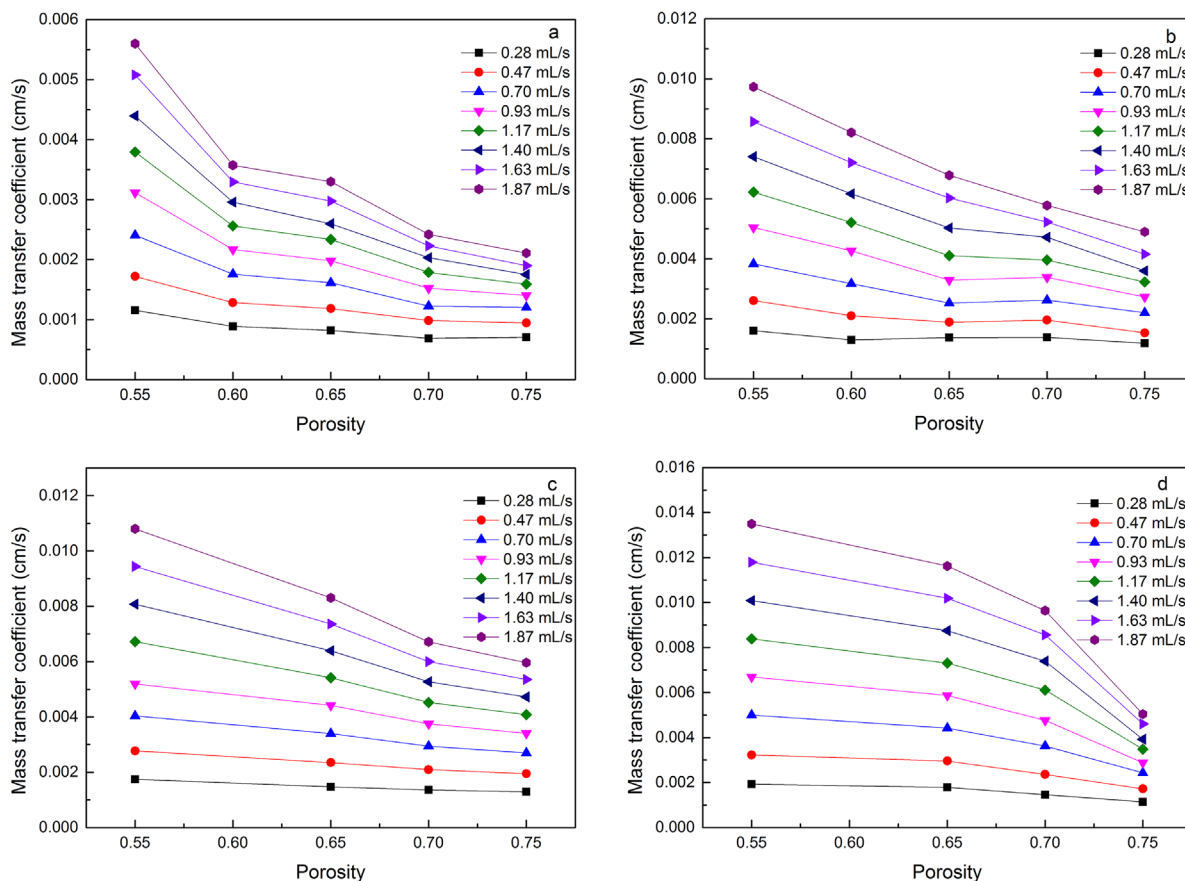 a
0.006
0.005
0.004
0.003
0.002
0.001
0.000
Mass transfer coefficient (cm/s)
0.28 mL/s
0.47 mL/s
0.70 mL/s
0.93 mL/s
1.17 mL/s
1.40 mL/s
1.63 mL/s
1.87 mL/s
0.55 0.60 0.65 0.70 0.75
Porosity
b
0.012
0.010
0.008
0.006
0.004
0.002
0.000
Mass transfer coefficient (cm/s)
0.28 mL/s
0.47 mL/s
0.70 mL/s
0.93 mL/s
1.17 mL/s
1.40 mL/s
1.63 mL/s
1.87 mL/s
0.55 0.60 0.65 0.70 0.75
Porosity
c
0.012
0.010
0.008
0.006
0.004
0.002
0.000
Mass transfer coefficient (cm/s)
0.28 mL/s
0.47 mL/s
0.70 mL/s
0.93 mL/s
1.17 mL/s
1.40 mL/s
1.63 mL/s
1.87 mL/s
0.55 0.60 0.65 0.70 0.75
Porosity
d
0.016
0.014
0.012
0.010
0.008
0.006
0.004
0.002
0.000
Mass transfer coefficient (cm/s)
0.28 mL/s
0.47 mL/s
0.70 mL/s
0.93 mL/s
1.17 mL/s
1.40 mL/s
1.63 mL/s
1.87 mL/s
0.55 0.60 0.65 0.70 0.75
Porosity